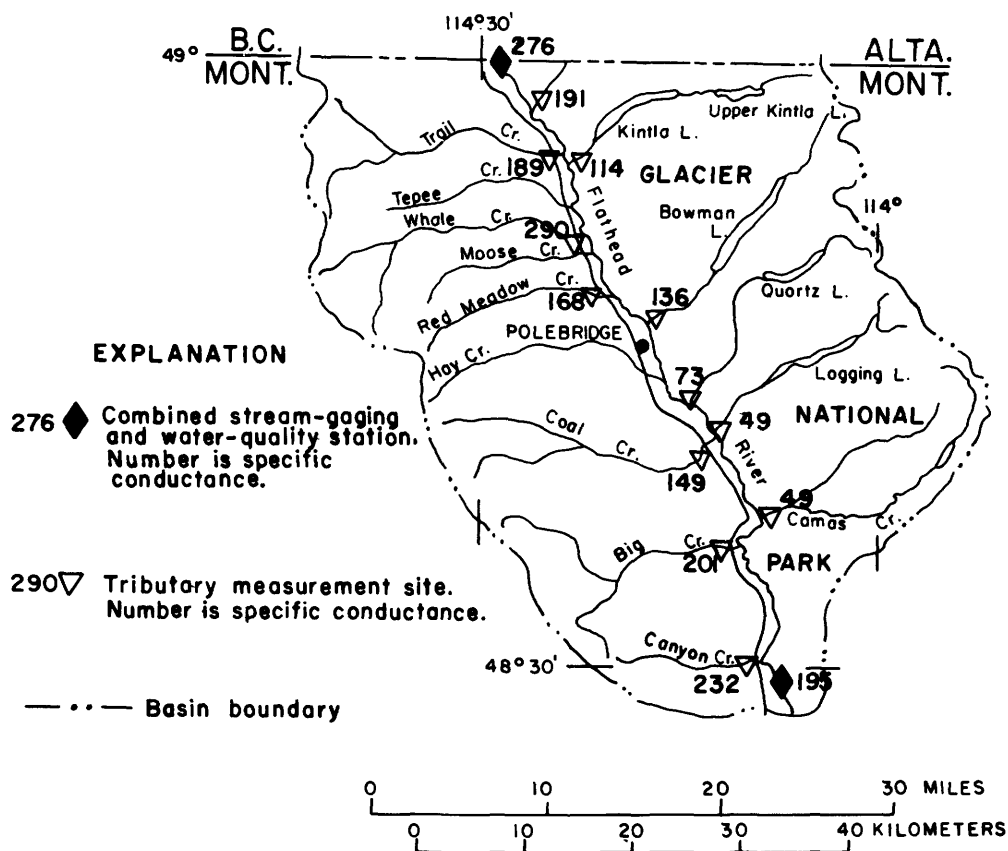 114°30'
276
49°
B.C.
MONT.
ALTA.
MONT.
191
Upper Kintla L.
Kintla L.
Trail Cr.
189
114
GLACIER
Tepee Cr.
Flathead
Bowman L.
114°
Whale Cr.
290
Moose Cr.
Quartz L.
Red Meadow Cr.
168
136
POLEBRIDGE
Hay Cr.
73
Logging L.
EXPLANATION
276 Combined stream-gaging
and water-quality station.
Number is specific
conductance.
Coal Cr.
49
NATIONAL
River
149
49
Camas Cr.
Big Cr.
201
PARK
290 Tributary measurement site.
Number is specific conductance.
48°30'
Canyon Cr.
232
195
Basin boundary
0 10 20 30 MILES
0 10 20 30 40 KILOMETERS